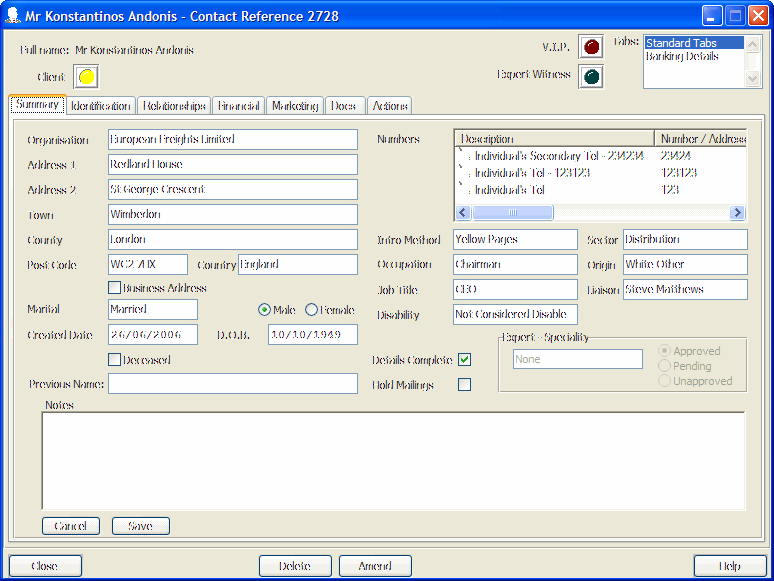 Mr Konstantinos Andonis - Contact Reference 2728
Full name: Mr Konstantinos Andonis
V.I.P.
Tabs:
Standard Tabs
Banking Details
Client
Expert Witness
Summary Identification Relationships Financial Marketing Docs Actions
Organisation European Freights Limited
Numbers
Description Number / Address
Individual's Secondary Tel - 234234 23424
Individual's Tel - 123123 123123
Individual's Tel 123
Address 1 Redland House
Address 2 St George Crescent
Town Wimbedon
County London
Intro Method Yellow Pages Sector Distribution
Post Code WC2 7HX Country England
Occupation Chairman Origin White Other
Business Address
Job Title CEO Liaison Steve Matthews
Marital Married Male Female
Disability Not Considered Disable
Created Date 26/06/2006 D.O.B. 10/10/1949
Expert - Speciality
None
Approved
Pending
Unapproved
Deceased
Details Complete
Previous Name:
Hold Mailings
Notes
Cancel Save
Close Delete Amend Help